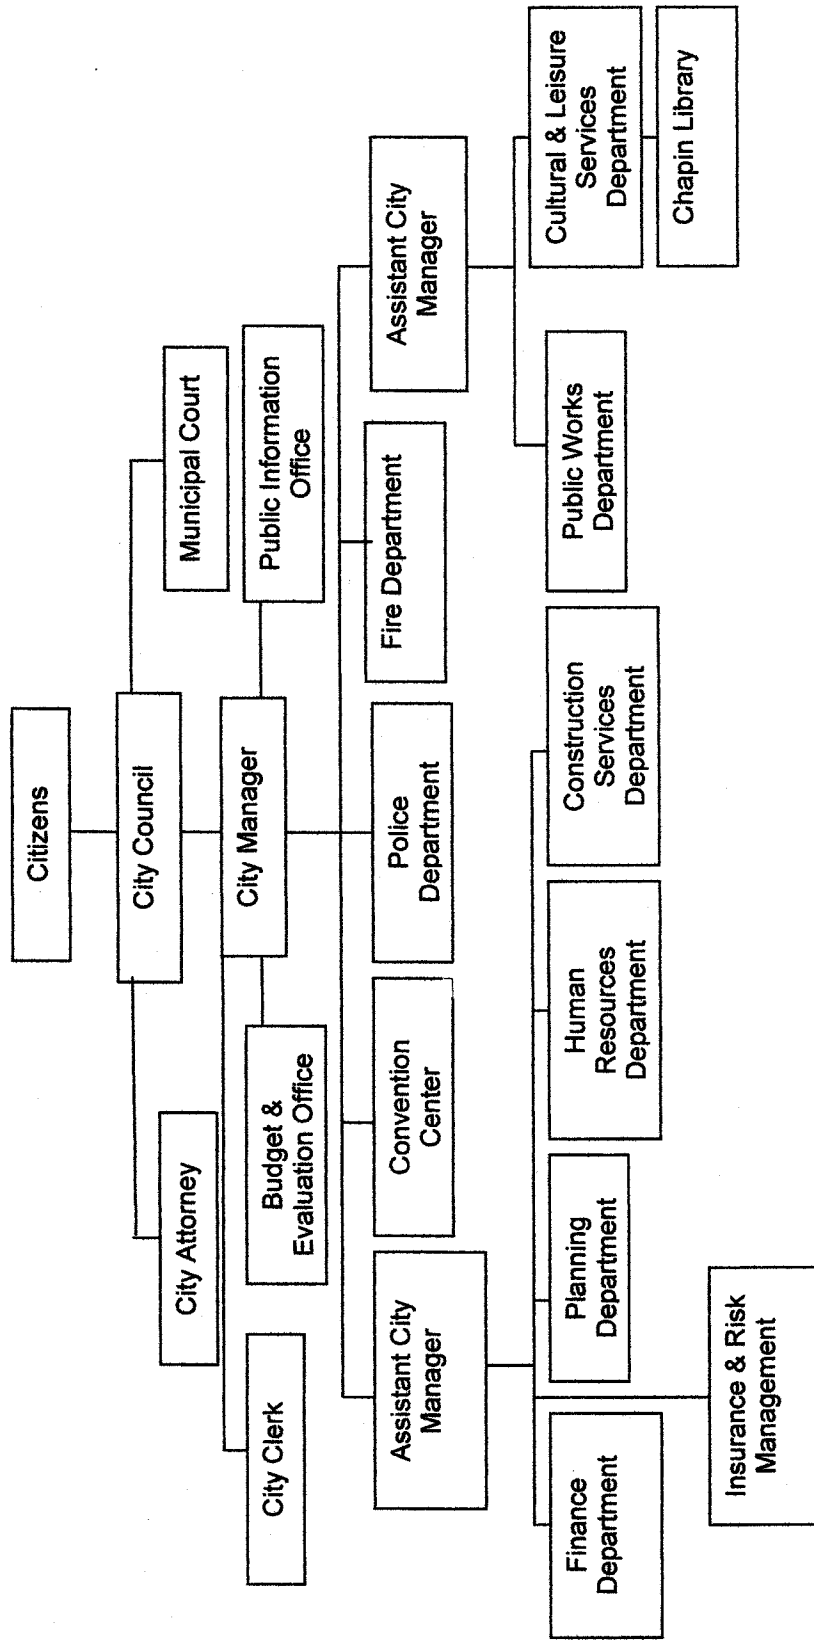 Citizens
City Council
City Attorney
Municipal Court
City Manager
City Clerk
Budget &
Evaluation Office
Public Information
Office
Assistant City
Manager
Convention
Center
Police
Department
Fire Department
Assistant City
Manager
Finance
Department
Planning
Department
Human
Resources
Department
Construction
Services
Department
Public Works
Department
Cultural & Leisure
Services
Department
Insurance & Risk
Management
Chapin Library